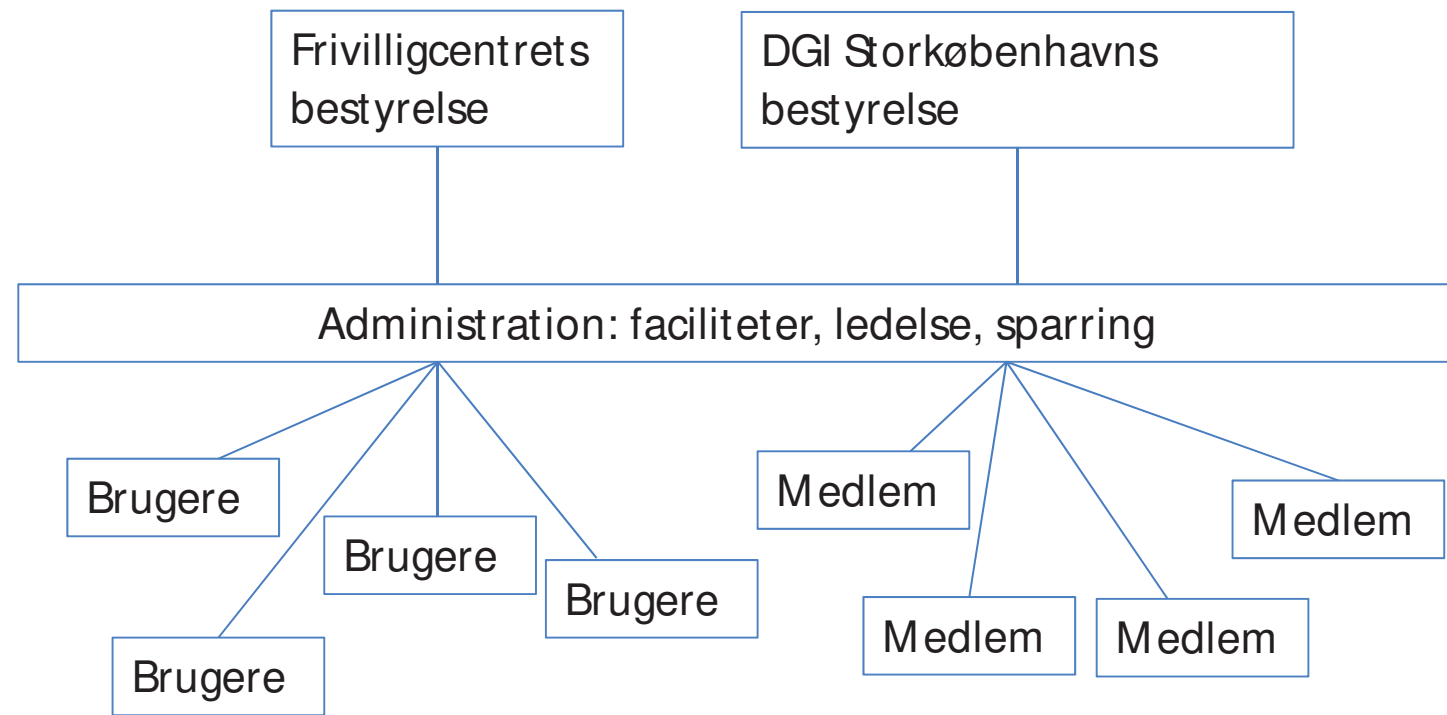 Frivilligcentrets
bestyrelse
DGI Storkøbenhavns
bestyrelse
Administration: faciliteter, ledelse, sparring
Brugere
Brugere
Brugere
Brugere
Medlem
Medlem
Medlem
Medlem